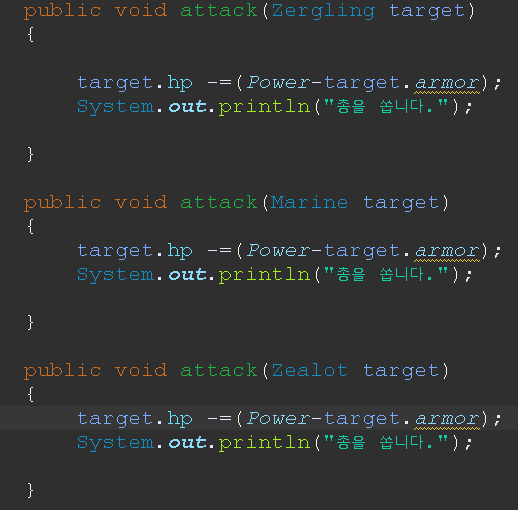 public void attack(Zergling target)
{
target.hp -=(Power-target.armor);
System.out.println("총을 쏩니다.");
}
public void attack(Marine target)
{
target.hp -=(Power-target.armor);
System.out.println("총을 쏩니다.");
}
public void attack(Zealot target)
{
target.hp -=(Power-target.armor);
System.out.println("총을 쏩니다.");
}